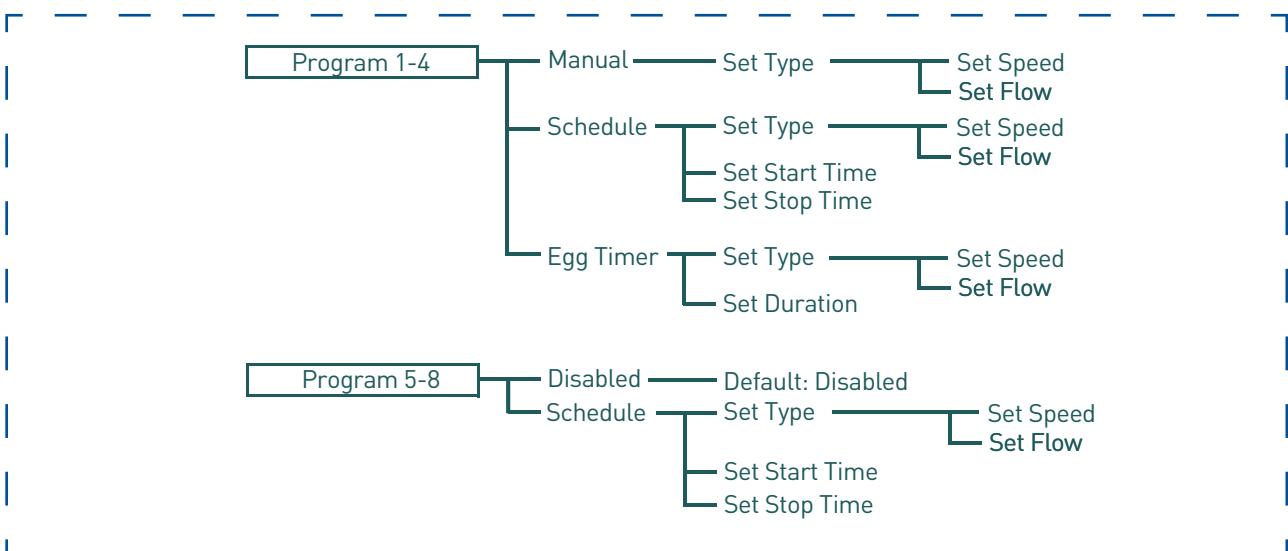 Program 1-4 Manual Set Type Set Speed
Set Flow
Schedule Set Type Set Speed
Set Flow
Set Start Time
Set Stop Time
Egg Timer Set Type Set Speed
Set Flow
Set Duration
Program 5-8 Disabled Default: Disabled
Schedule Set Type Set Speed
Set Flow
Set Start Time
Set Stop Time